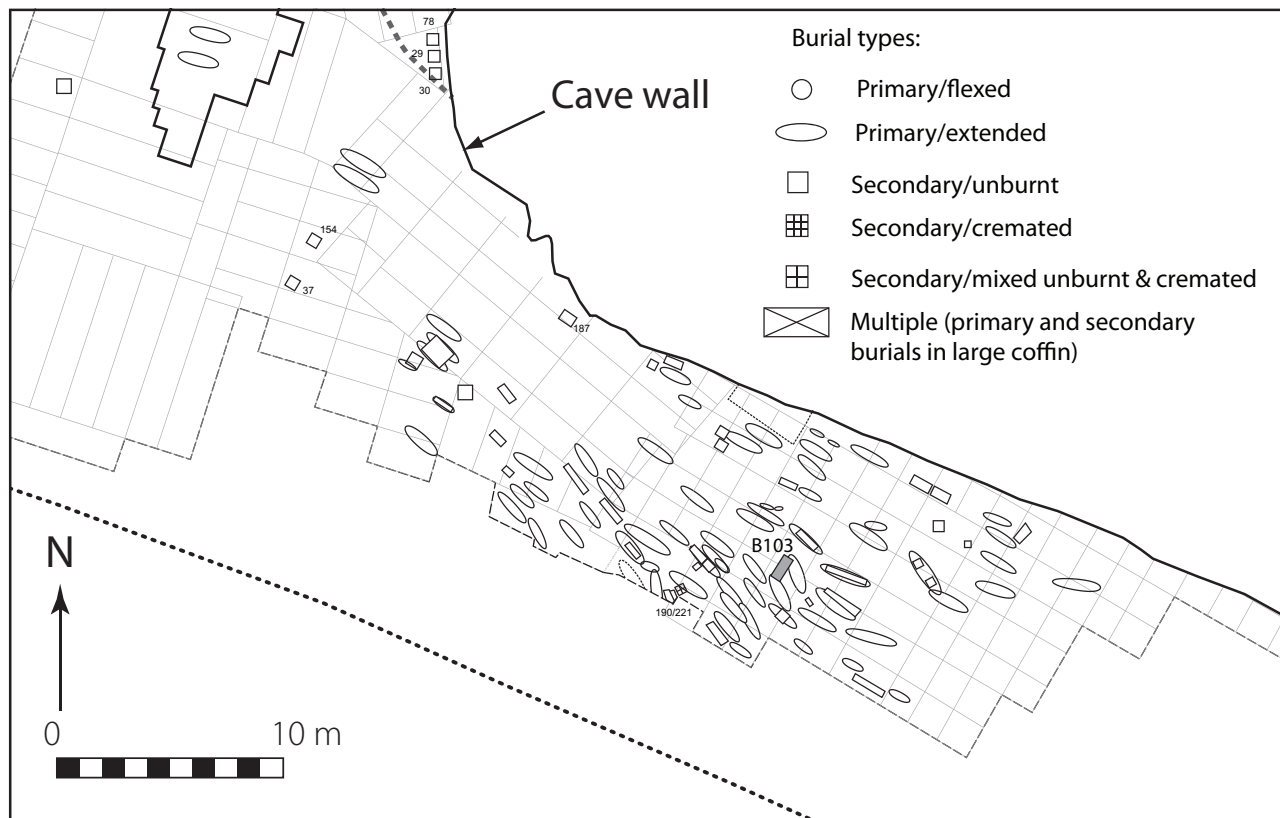 78
29
30
Cave wall
Burial types:
Primary/flexed
Primary/extended
Secondary/unburnt
Secondary/cremated
Secondary/mixed unburnt & cremated
Multiple (primary and secondary
burials in large coffin)
154
37
187
B103
190/221
N
0 10 m